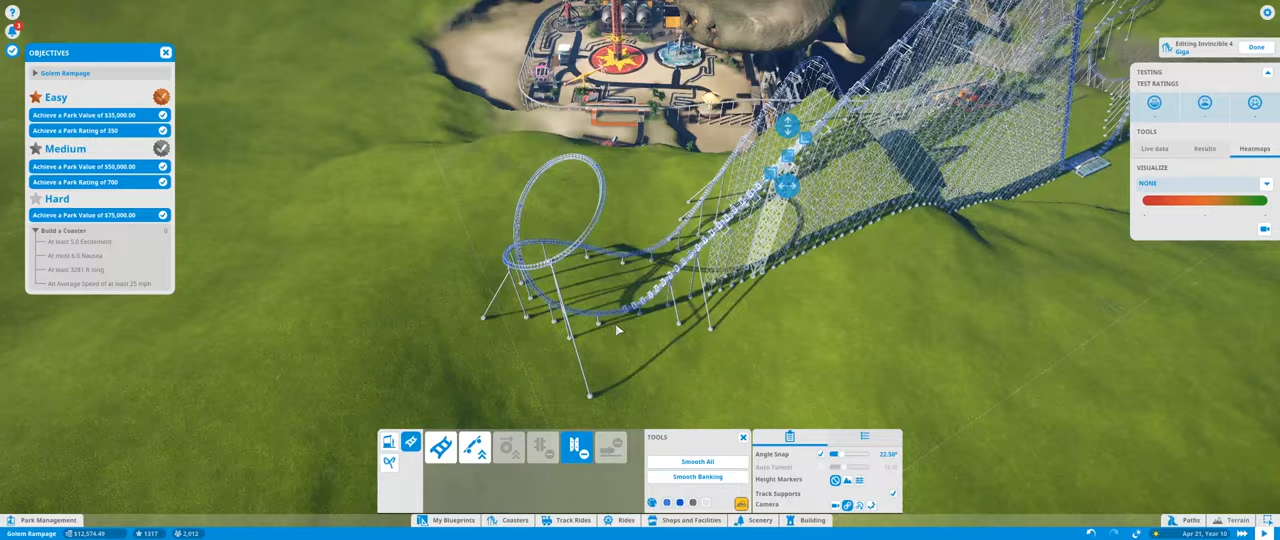 ?
3
OBJECTIVES
Golem Rampage
Easy
Achieve a Park Value of $35,000.00
Achieve a Park Rating of 350
Medium
Achieve a Park Value of $50,000.00
Achieve a Park Rating of 700
Hard
Achieve a Park Value of $75,000.00
Build a Coaster 0
At least 5.0 Excitement
At most 6.0 Nausea
At least 3281 ft long
An Average Speed of at least 25 mph
Editing Invincible 4
Giga
Done
TESTING
TEST RATINGS
- - -
TOOLS
Live data Results Heatmaps
VISUALIZE
NONE
- - -
TOOLS
Smooth All
Smooth Banking
Angle Snap 22.50°
Auto Tunnel
Height Markers
Track Supports
Camera
Park Management My Blueprints Coasters Track Rides Rides Shops and Facilities Scenery Building Paths Terrain
Golem Rampage $12,574.49 1317 2,012 Apr 21, Year 10